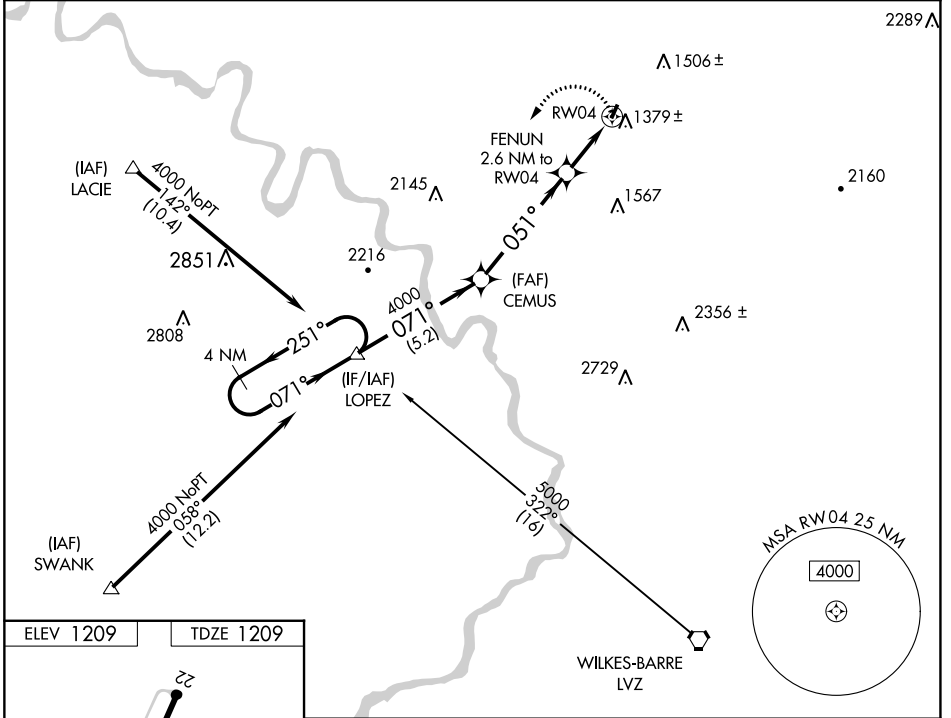 2289
1506 ±
RW04
1379 ±
FENUN
2.6 NM to
RW04
(IAF)
LACIE
4000 NoPT
142°
(10.4)
2145
1567
2160
051°
2851
2216
(FAF)
CEMUS
4000
071°
(5.2)
2808
251°
4 NM
071°
(IF/IAF)
LOPEZ
2356 ±
2729
4000 NoPT
058°
(12.2)
5000
322°
(16)
(IAF)
SWANK
MSA RW04 25 NM
4000
ELEV 1209
TDZE 1209
WILKES-BARRE
LVZ
22